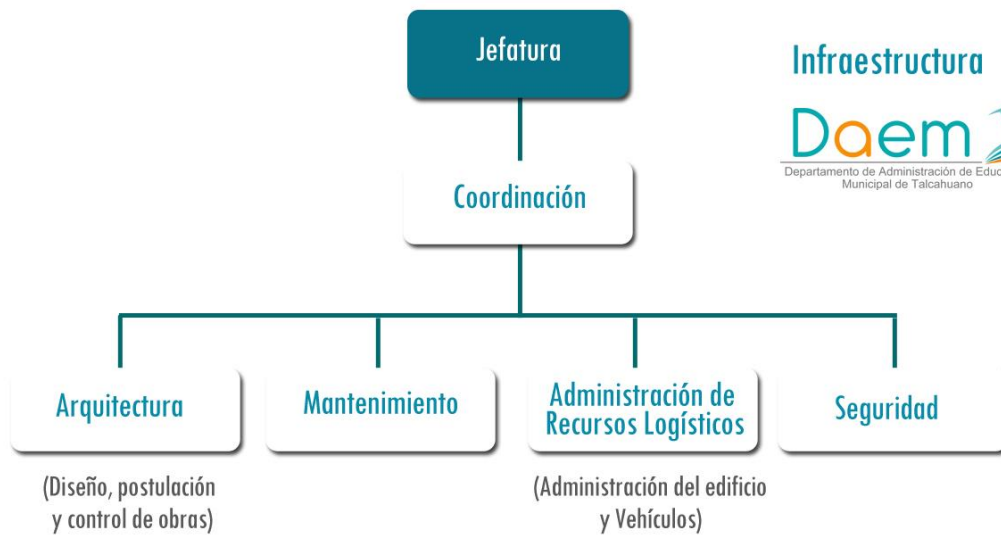 Jefatura
Infraestructura
Daem
Departamento de Administración de
Municipal de Talcahuano
Coordinación
Arquitectura
Mantenimiento
Administración de
Recursos Logísticos
Seguridad
(Diseño, postulación
y control de obras)
(Administración del edificio
y Vehículos)